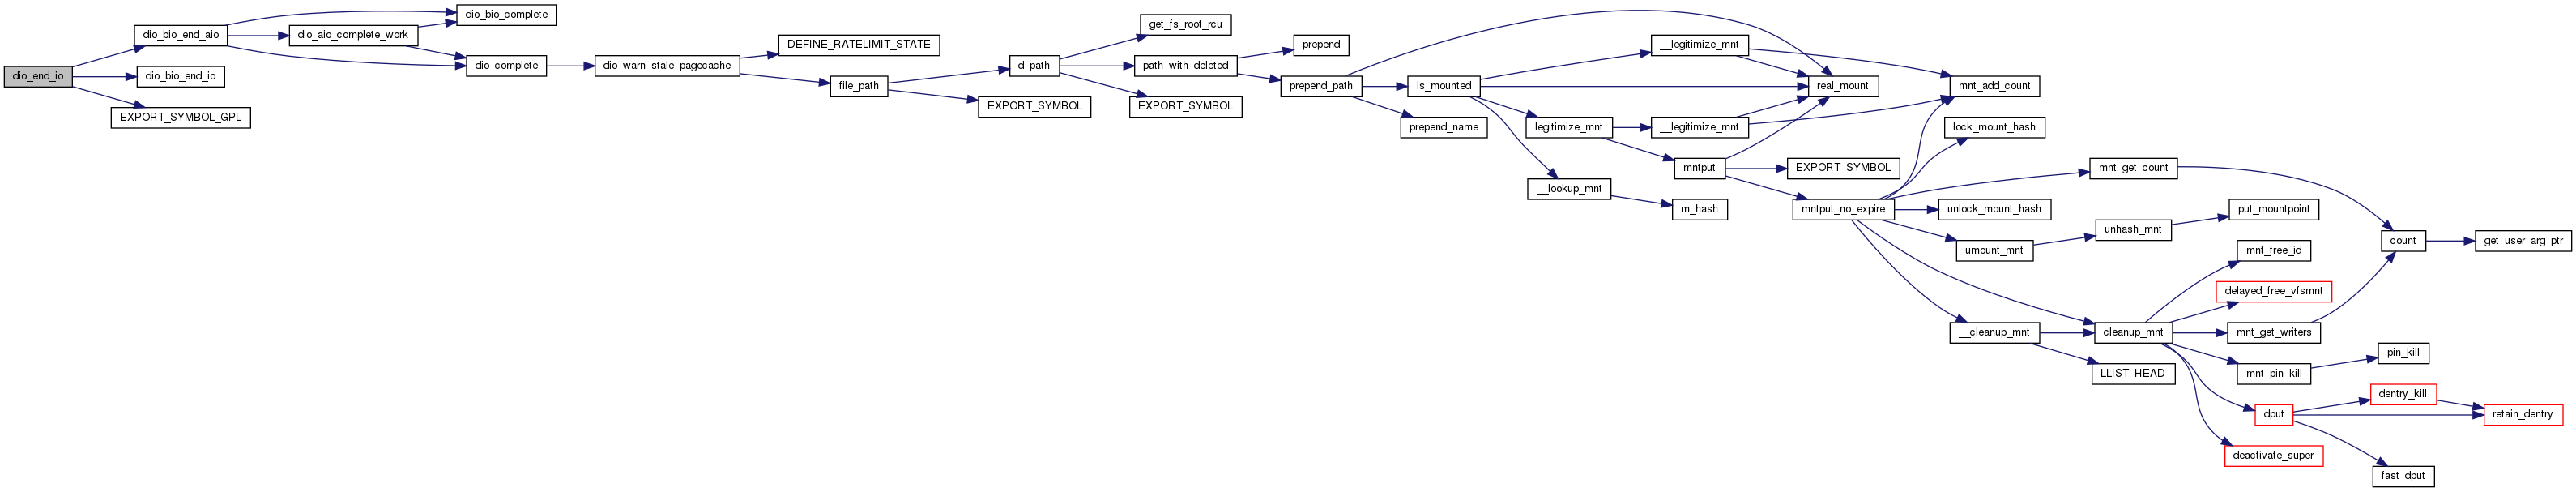 dio_end_io
dio_bio_end_aio
dio_bio_end_io
EXPORT_SYMBOL_GPL
dio_aio_complete_work
dio_bio_complete
dio_complete
dio_warn_stale_pagecache
DEFINE_RATELIMIT_STATE
file_path
d_path
EXPORT_SYMBOL
get_fs_root_rcu
path_with_deleted
EXPORT_SYMBOL
prepend
prepend_path
is_mounted
prepend_name
__legitimize_mnt
legitimize_mnt
__legitimize_mnt
mntput
__lookup_mnt
m_hash
real_mount
EXPORT_SYMBOL
mntput_no_expire
mnt_add_count
lock_mount_hash
unlock_mount_hash
umount_mnt
__cleanup_mnt
mnt_get_count
unhash_mnt
cleanup_mnt
LLIST_HEAD
put_mountpoint
mnt_free_id
delayed_free_vfsmnt
mnt_get_writers
mnt_pin_kill
dput
deactivate_super
count
pin_kill
dentry_kill
fast_dput
get_user_arg_ptr
retain_dentry